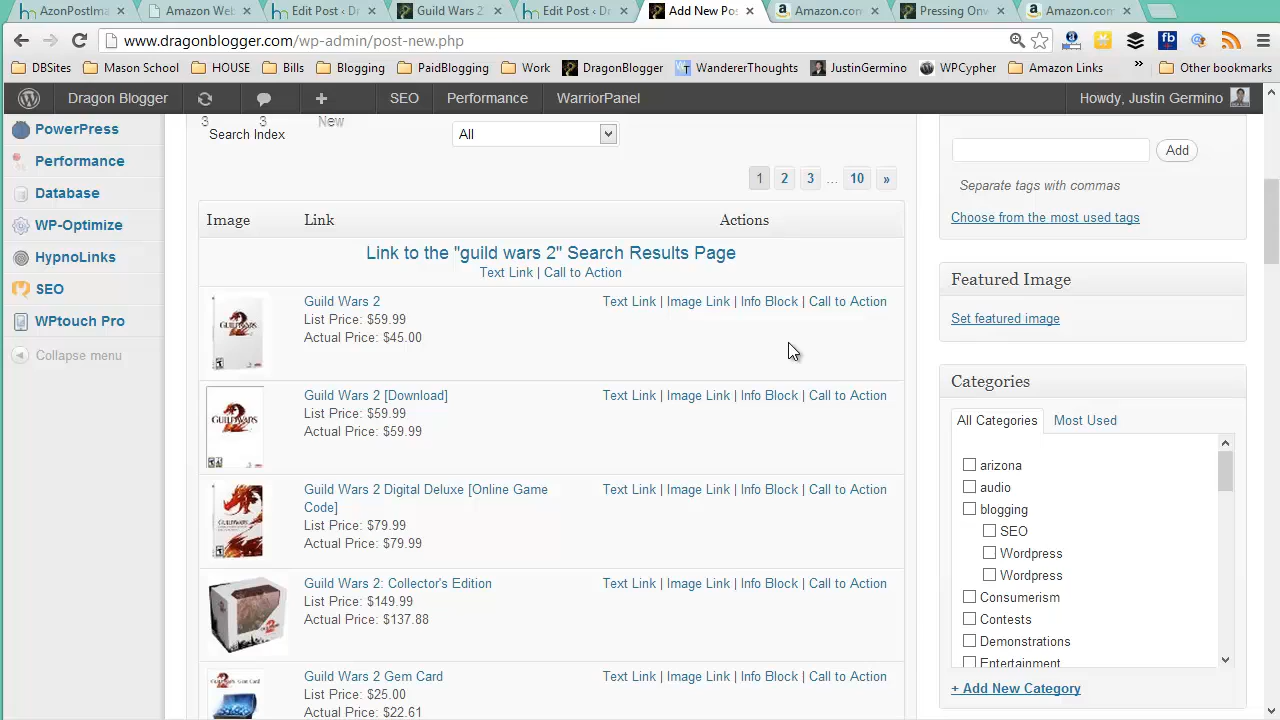 AzonPostIma
Amazon Web
Edit Post ‹ D
Guild Wars 2
Edit Post ‹ D
Add New Po
Amazon.com
Pressing Onv
Amazon.com
www.dragonblogger.com/wp-admin/post-new.php
DBSites
Mason School
HOUSE
Bills
Blogging
PaidBlogging
Work
DragonBlogger
WandererThoughts
JustinGermino
WPCypher
Amazon Links
»
Other bookmarks
Dragon Blogger
3
3
+ New
SEO
Performance
WarriorPanel
Howdy, Justin Germino
PowerPress
Performance
Database
WP-Optimize
HypnoLinks
SEO
WPtouch Pro
Collapse menu
Search Index
All
1 2 3 ... 10 »
Image Link Actions
Link to the "guild wars 2" Search Results Page
Text Link | Call to Action
Guild Wars 2
Text Link | Image Link | Info Block | Call to Action
List Price: $59.99
Actual Price: $45.00
Guild Wars 2 [Download]
Text Link | Image Link | Info Block | Call to Action
List Price: $59.99
Actual Price: $59.99
Guild Wars 2 Digital Deluxe [Online Game
Code]
Text Link | Image Link | Info Block | Call to Action
List Price: $79.99
Actual Price: $79.99
Guild Wars 2: Collector's Edition
Text Link | Image Link | Info Block | Call to Action
List Price: $149.99
Actual Price: $137.88
Guild Wars 2 Gem Card
Text Link | Image Link | Info Block | Call to Action
List Price: $25.00
Actual Price: $22.61
Add
Separate tags with commas
Choose from the most used tags
Featured Image
Set featured image
Categories
All Categories
Most Used
arizona
audio
blogging
SEO
Wordpress
Wordpress
Consumerism
Contests
Demonstrations
Entertainment
+ Add New Category